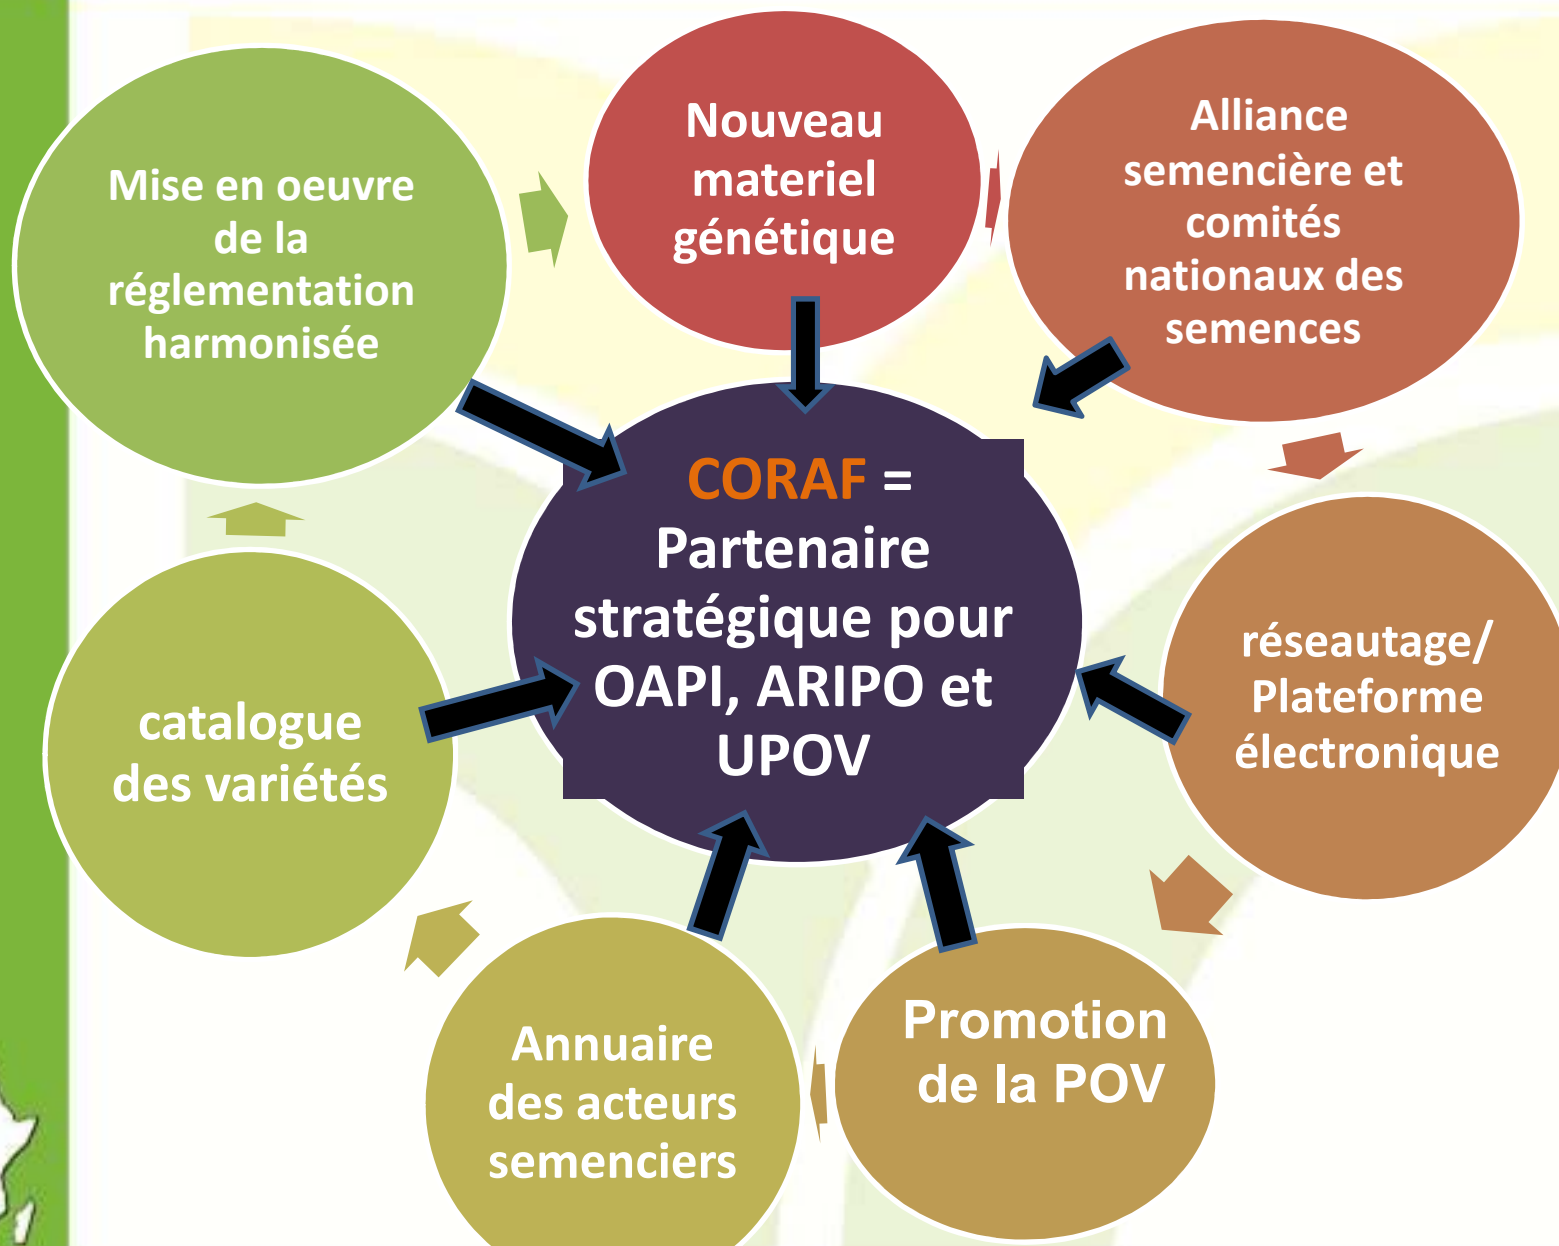 Nouveau
materiel
génétique
Alliance
semencière et
comités
nationaux des
semences
réseautage/
Plateforme
électronique
Promotion
de la POV
Annuaire
des acteurs
semenciers
catalogue
des variétés
Mise en oeuvre
de la
réglementation
harmonisée
CORAF =
Partenaire
stratégique pour
OAPI, ARIPO et
UPOV